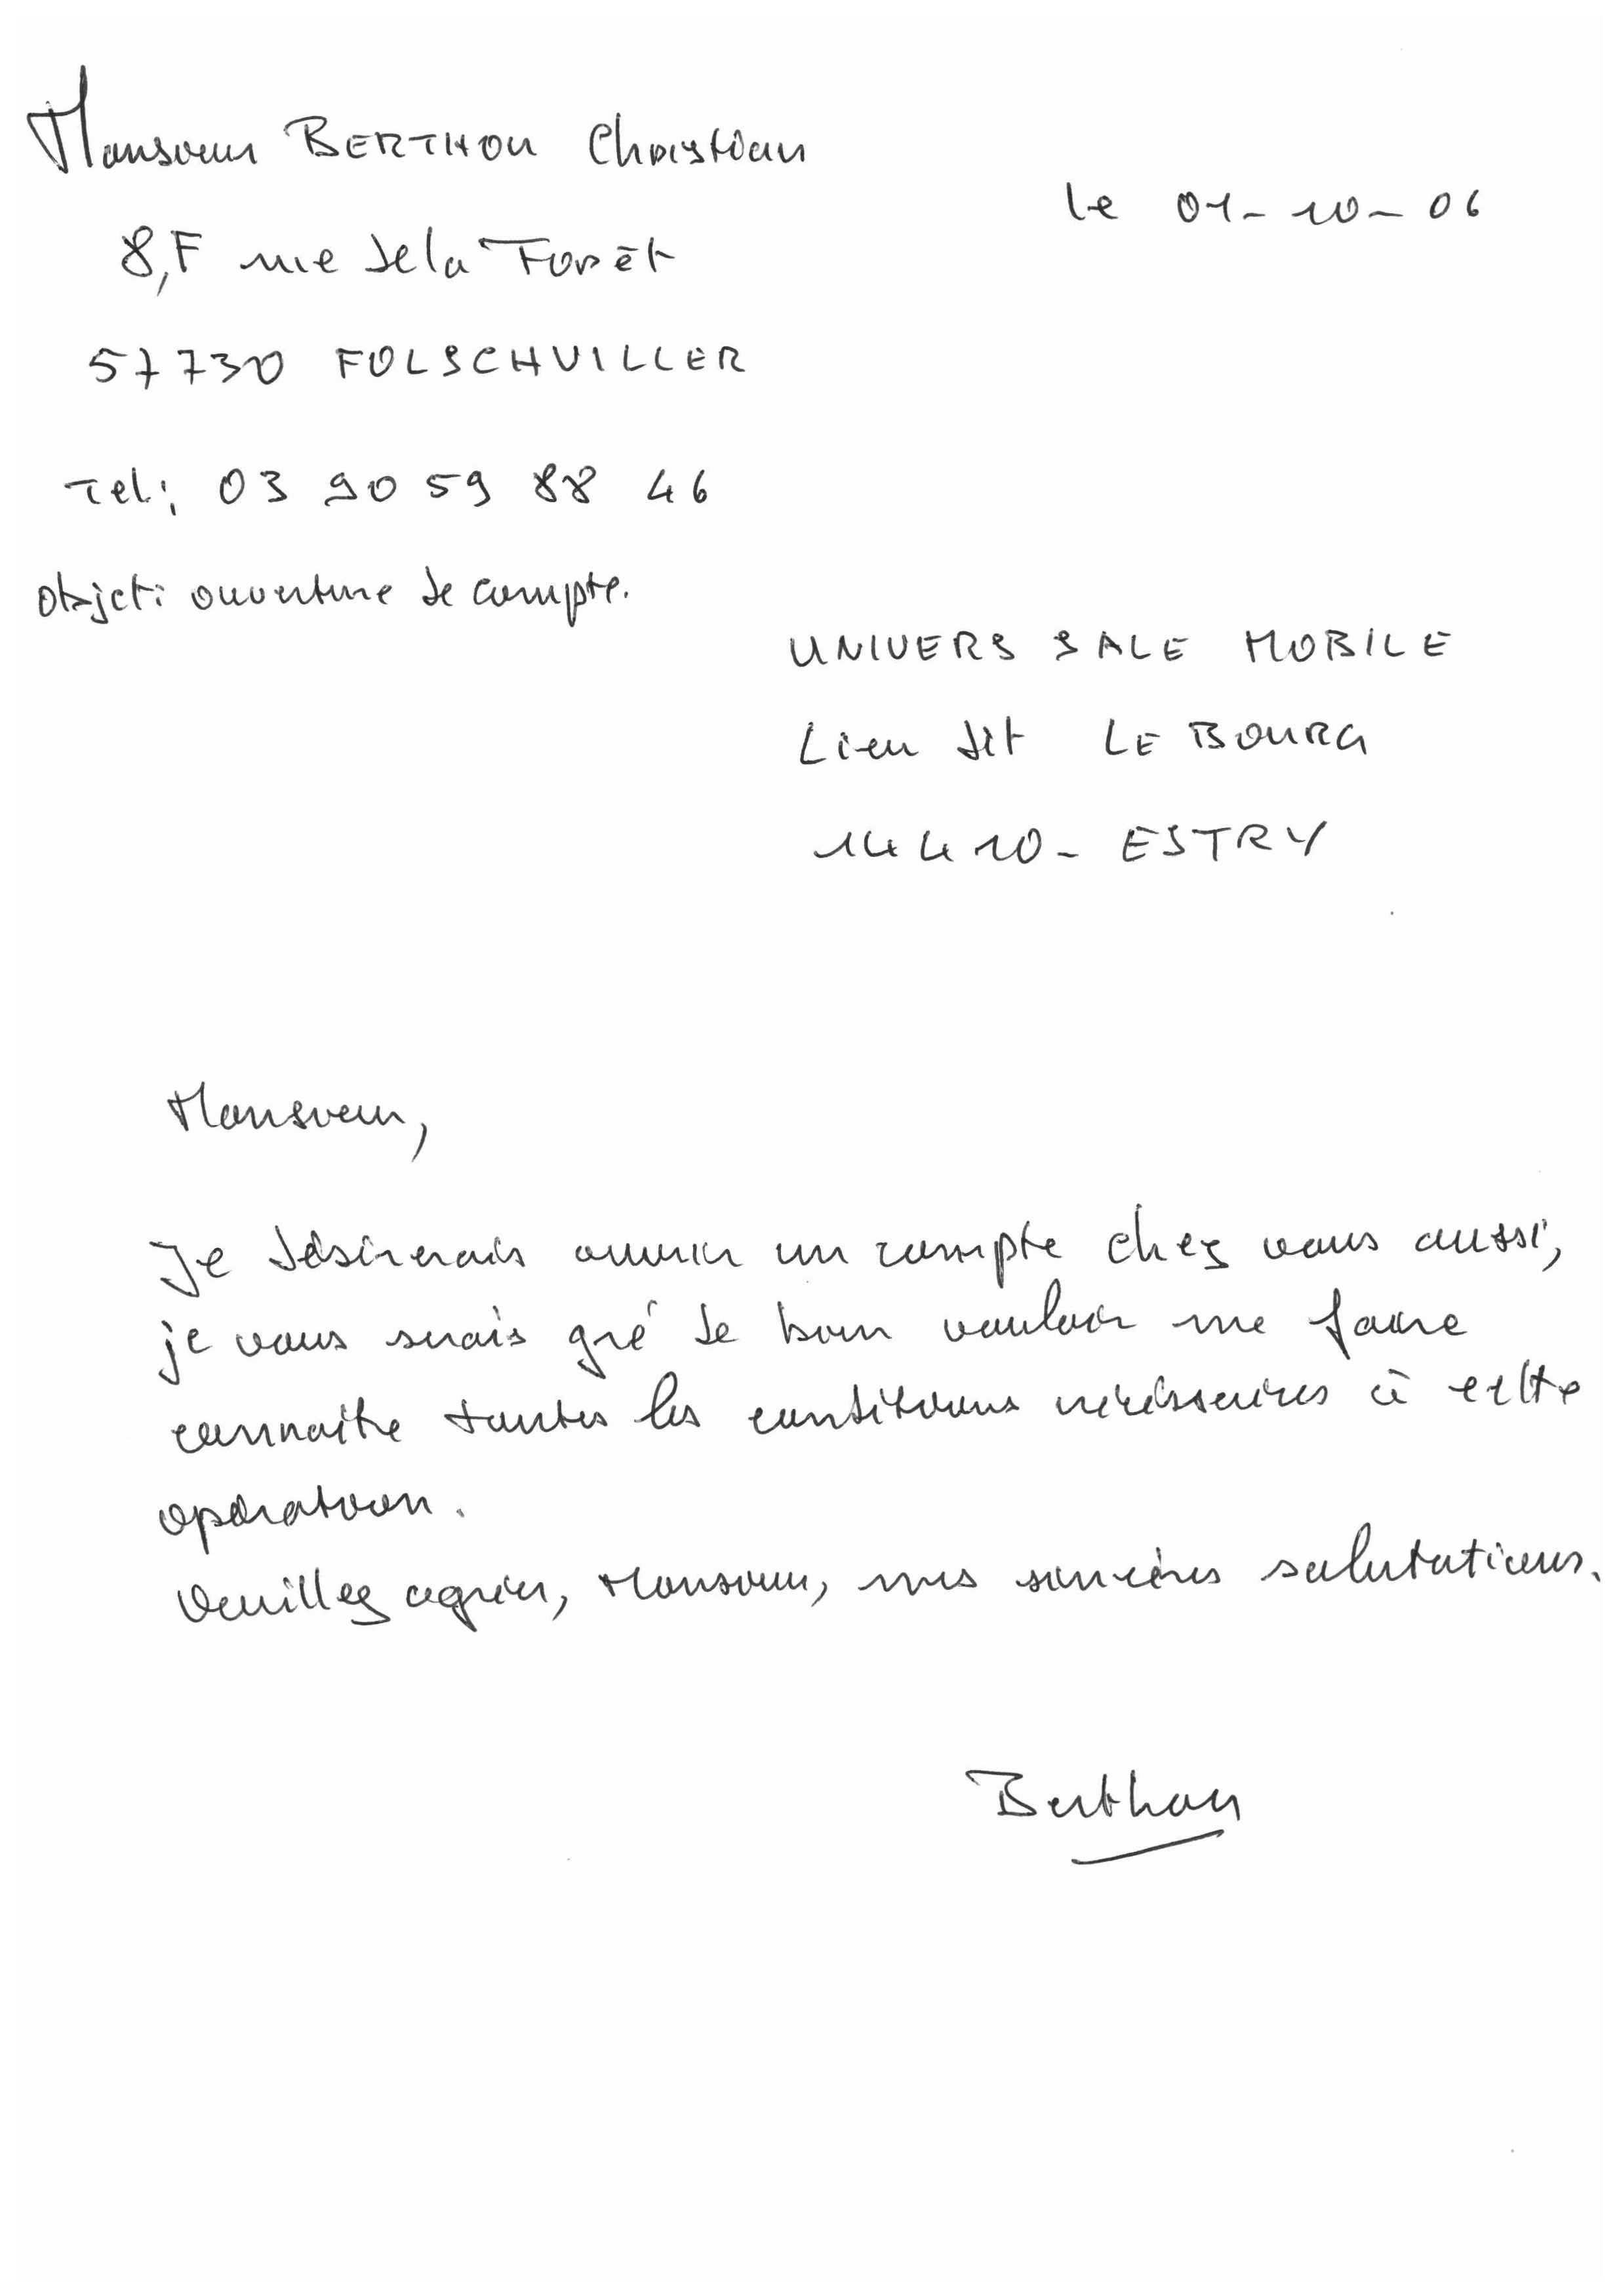 Monsieur BERTHOU Christian
le 01-10-06
8,F rue de la Forêt
57730 FOLSCHVILLER
Tel: 03 90 59 88 46
objet: ouverture de compte.
UNIVERS SALE MOBILE
Lieu dit LE BOURG
14410- ESTRY
Monsieur,
Je désirerais ouvrir un compte chez vous aussi,
je vous serais gré de bien vouloir me faire
connaître toutes les conditions nécéssaires à cette
opération.
Veuillez agréer, Monsieur, mes sincères salutations.
Berthou